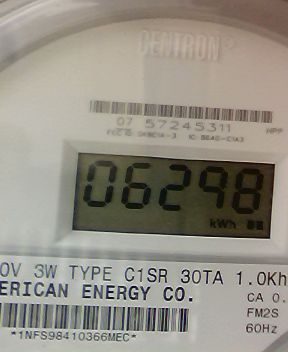 CENTRON®
07 57245311
06298
kWh
0V 3W TYPE C1SR 30TA 1.0Kh
ERICAN ENERGY CO.
CA 0.
FM2S
60Hz
*1NFS98410366MEC*